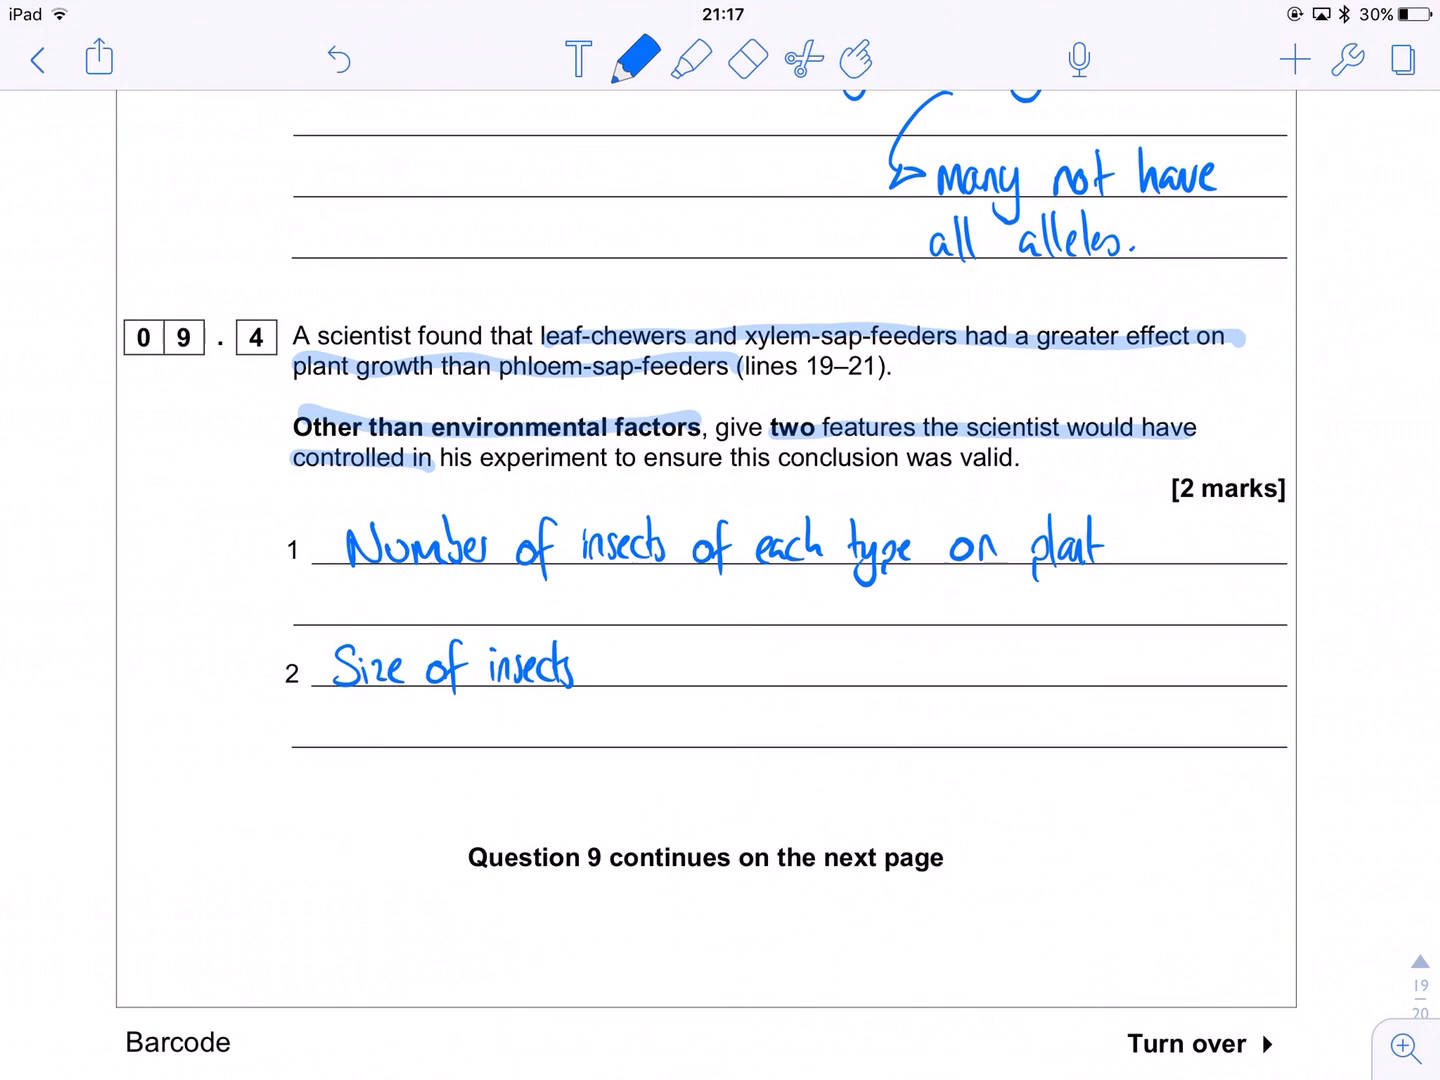 iPad
21:17
30%
T
many not have
all alleles.
0 9 . 4 A scientist found that leaf-chewers and xylem-sap-feeders had a greater effect on
plant growth than phloem-sap-feeders (lines 19–21).
Other than environmental factors, give two features the scientist would have
controlled in his experiment to ensure this conclusion was valid.
[2 marks]
1 Number of insects of each type on plant
2 Size of insects
Question 9 continues on the next page
19
20
Barcode
Turn over